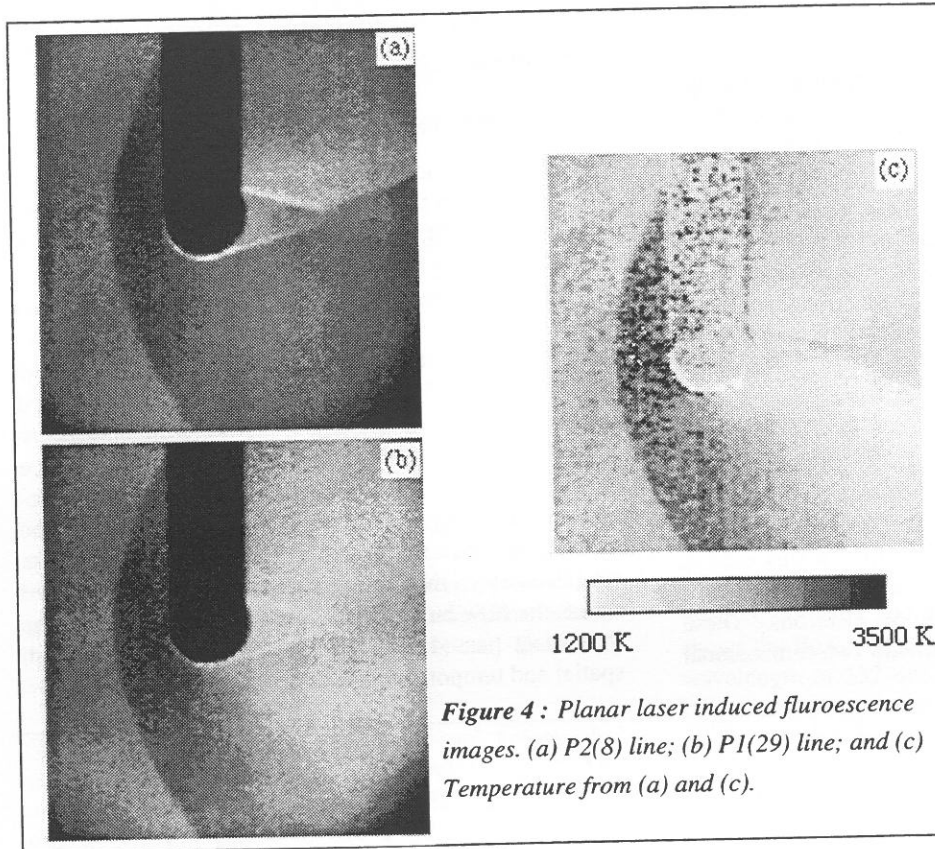 (a)
(b)
(c)
1200 K 3500 K
Figure 4 : Planar laser induced fluroescence
images. (a) P2(8) line; (b) P1(29) line; and (c)
Temperature from (a) and (c).